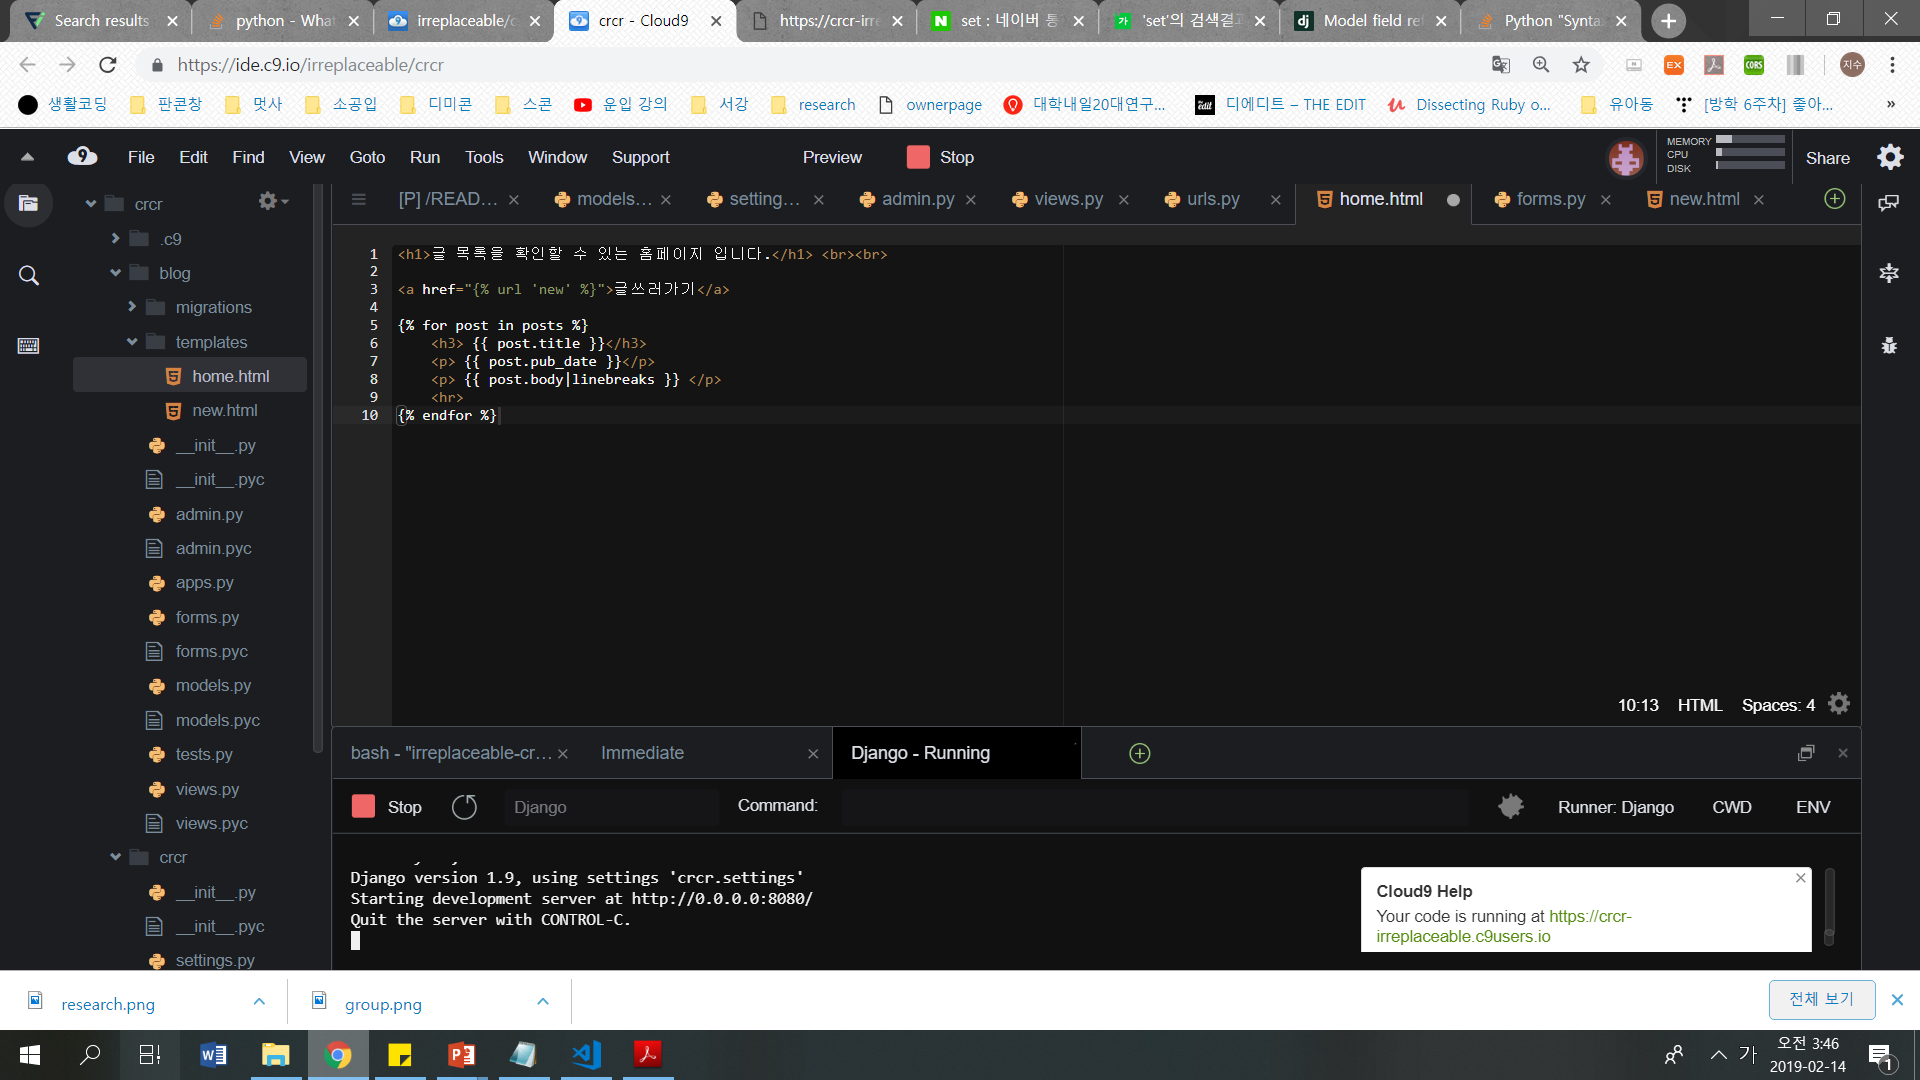 Search results
python - Wha
irreplaceable/c
crcr - Cloud9
https://crcr-irre
set : 네이버 통
'set'의 검색결
Model field re
Python "Synta
https://ide.c9.io/irreplaceable/crcr
지수
생활코딩
판콘창
멋사
소공입
디미콘
스콘
운입 강의
서강
research
ownerpage
대학내일20대연구...
디에디트 – THE EDIT
Dissecting Ruby o...
유아동
[방학 6주차] 좋아...
»
File Edit Find View Goto Run Tools Window Support
Preview
Stop
MEMORY
CPU
DISK
Share
crcr
.c9
blog
migrations
templates
home.html
new.html
__init__.py
__init__.pyc
admin.py
admin.pyc
apps.py
forms.py
forms.pyc
models.py
models.pyc
tests.py
views.py
views.pyc
crcr
__init__.py
__init__.pyc
settings.py
[P] /READ...
models...
setting...
admin.py
views.py
urls.py
home.html
forms.py
new.html
1 <h1>글 목록을 확인할 수 있는 홈페이지 입니다.</h1> <br><br>
2
3 <a href="{% url 'new' %}">글쓰러가기</a>
4
5 {% for post in posts %}
6 <h3> {{ post.title }}</h3>
7 <p> {{ post.pub_date }}</p>
8 <p> {{ post.body|linebreaks }} </p>
9 <hr>
10 {% endfor %}
10:13 HTML Spaces: 4
bash - "irreplaceable-cr...
Immediate
Django - Running
Stop
Django
Command:
Runner: Django
CWD
ENV
Django version 1.9, using settings 'crcr.settings'
Starting development server at http://0.0.0.0:8080/
Quit the server with CONTROL-C.
Cloud9 Help
Your code is running at https://crcr-
irreplaceable.c9users.io
research.png
group.png
전체 보기
가
오전 3:46
2019-02-14
1